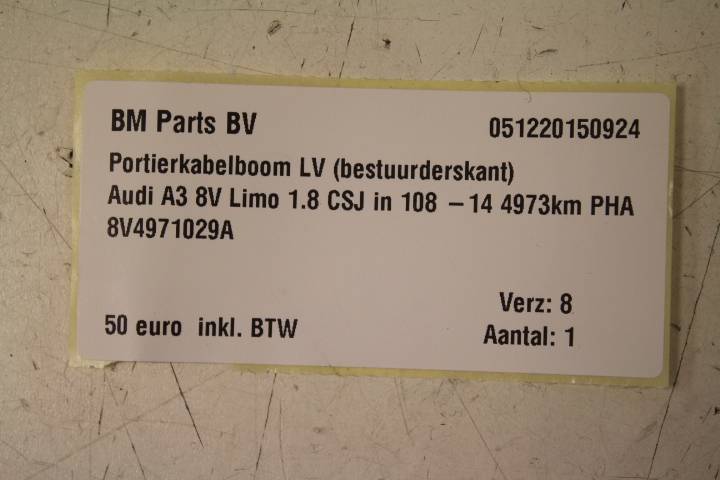 BM Parts BV 051220150924
Portierkabelboom LV (bestuurderskant)
Audi A3 8V Limo 1.8 CSJ in 108 – 14 4973km PHA
8V4971029A
Verz: 8
50 euro inkl. BTW Aantal: 1